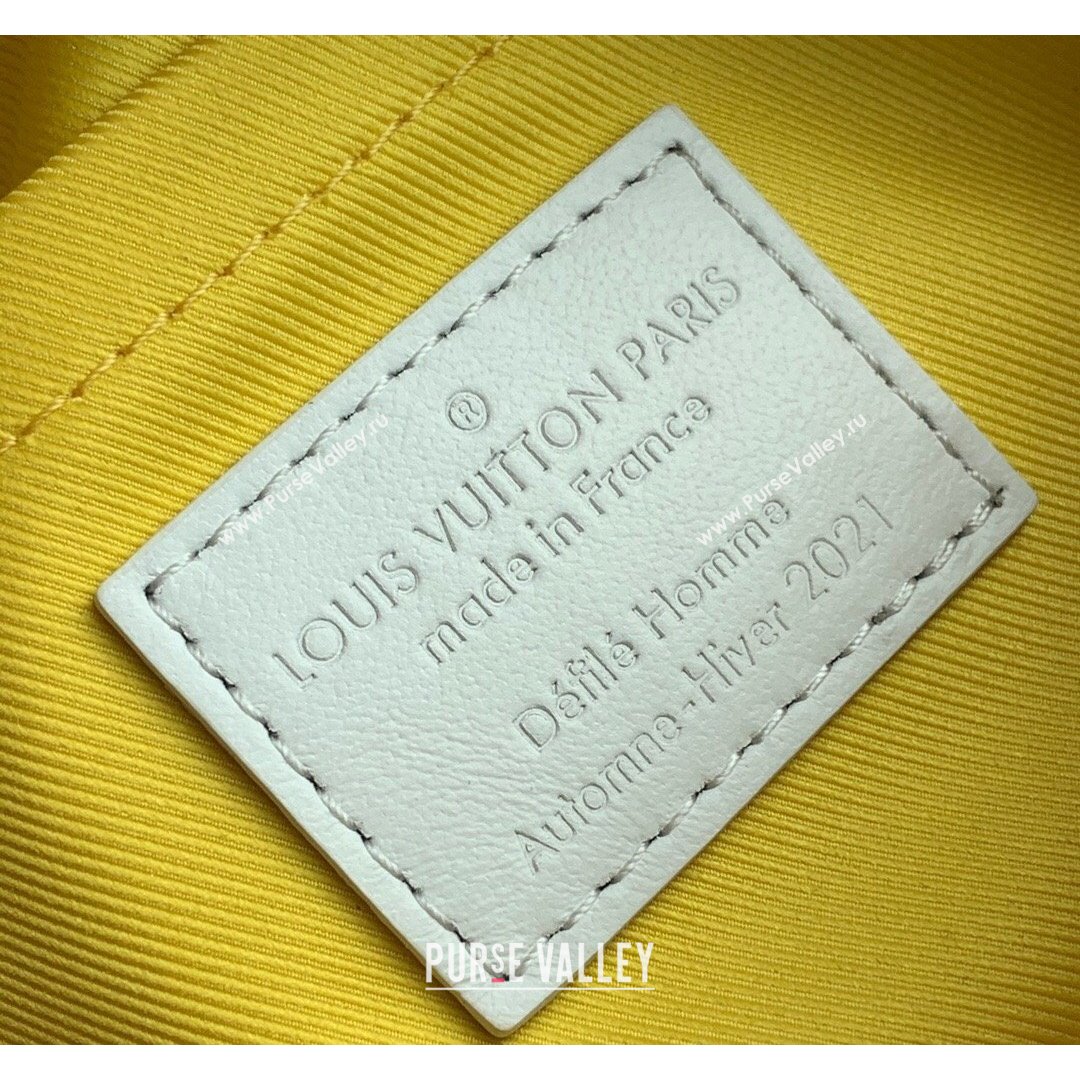 ®
LOUIS VUITTON PARIS
made in France
Défilé Homme
Automne-Hiver 2021
www.PurseValley.ru
www.PurseValley.ru
PURSE VALLEY